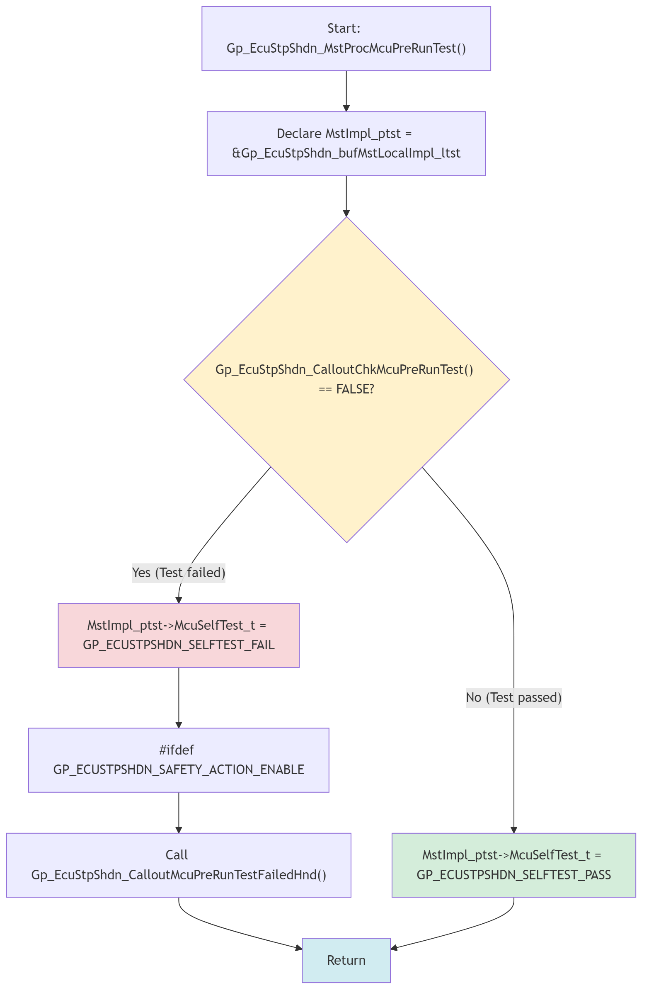 Start:
Gp_EcuStpShdn_MstProcMcuPreRunTest()
Declare MstImpl_ptst =
&Gp_EcuStpShdn_bufMstLocalImpl_ltst
Gp_EcuStpShdn_CalloutChkMcuPreRunTest()
== FALSE?
Yes (Test failed)
MstImpl_ptst->McuSelfTest_t =
GP_ECUSTPSHDN_SELFTEST_FAIL
No (Test passed)
#ifdef
GP_ECUSTPSHDN_SAFETY_ACTION_ENABLE
Call
Gp_EcuStpShdn_CalloutMcuPreRunTestFailedHnd()
MstImpl_ptst->McuSelfTest_t =
GP_ECUSTPSHDN_SELFTEST_PASS
Return